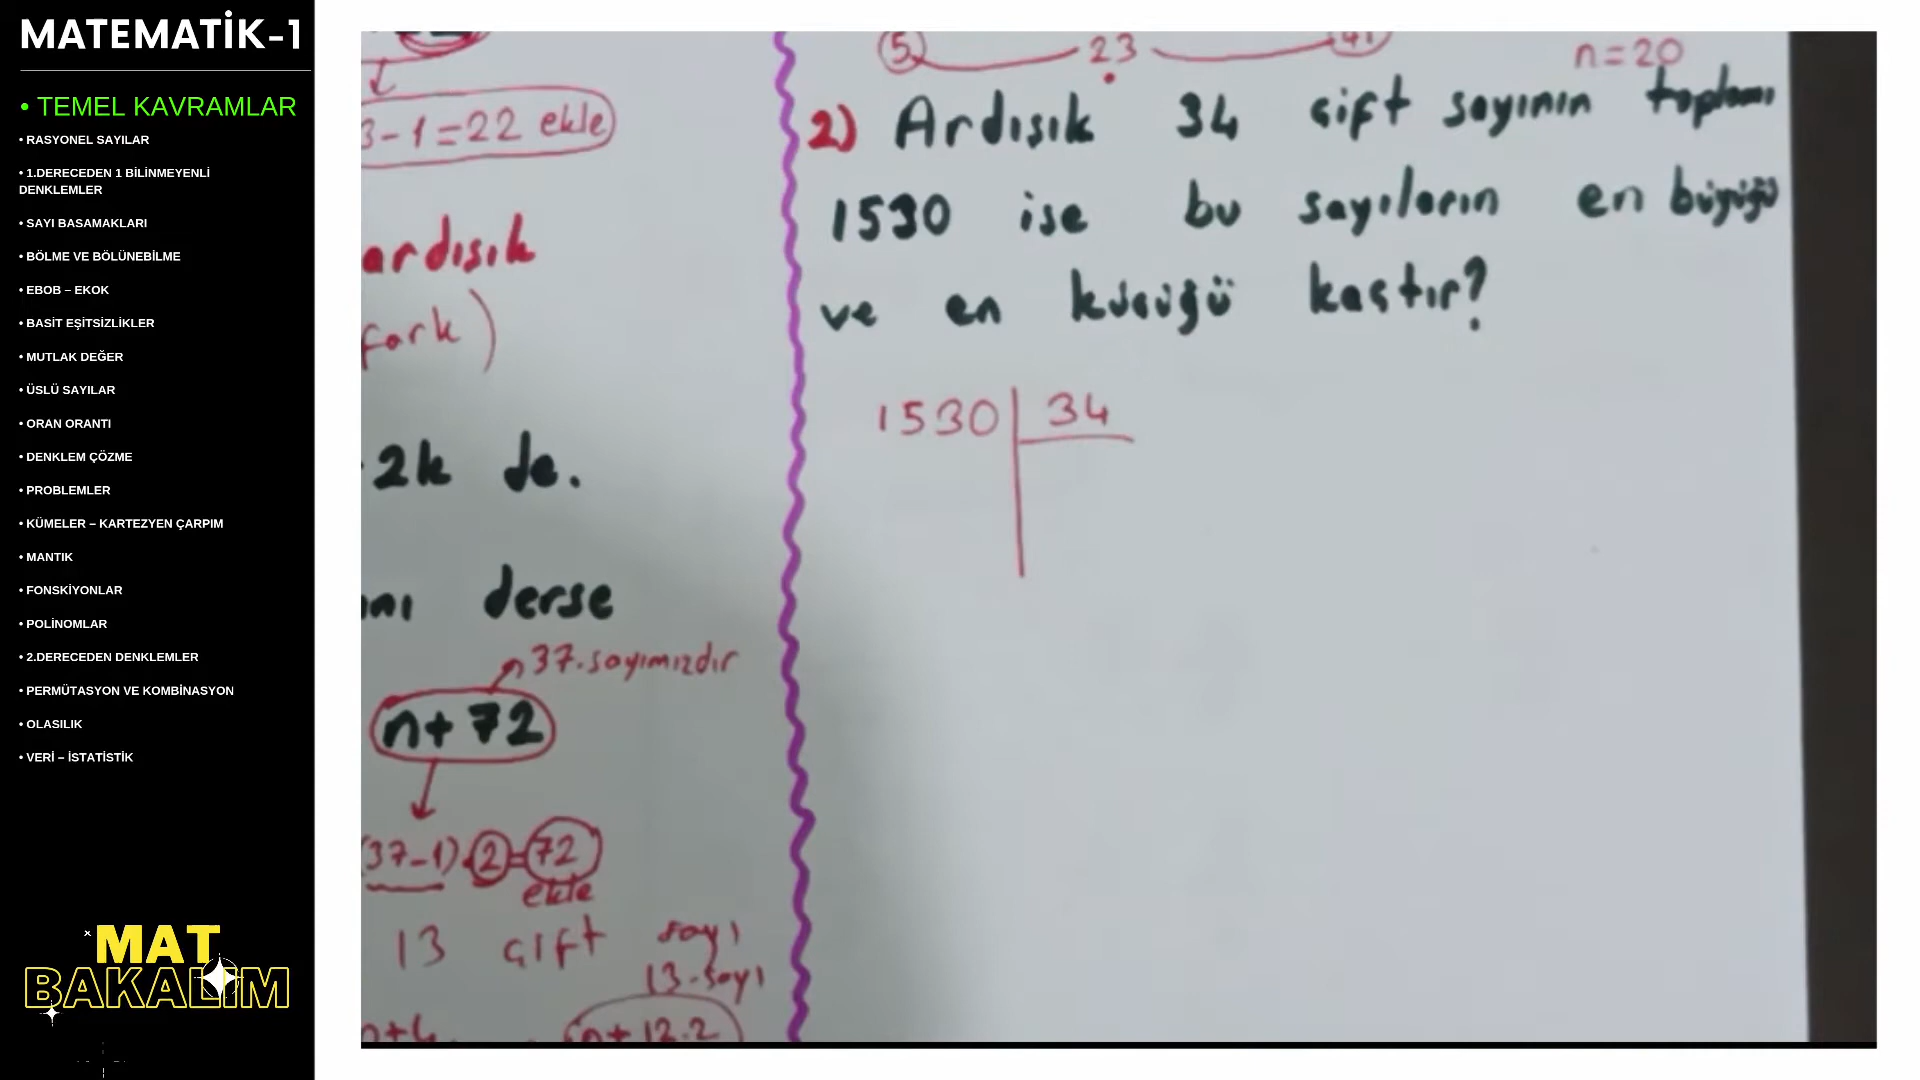 MATEMATİK-1
• TEMEL KAVRAMLAR
• RASYONEL SAYILAR
• 1.DERECEDEN 1 BİLİNMEYENLİ
DENKLEMLER
• SAYI BASAMAKLARI
• BÖLME VE BÖLÜNEBİLME
• EBOB – EKOK
• BASİT EŞİTSİZLİKLER
• MUTLAK DEĞER
• ÜSLÜ SAYILAR
• ORAN ORANTI
• DENKLEM ÇÖZME
• PROBLEMLER
• KÜMELER – KARTEZYEN ÇARPIM
• MANTIK
• FONSKİYONLAR
• POLİNOMLAR
• 2.DERECEDEN DENKLEMLER
• PERMÜTASYON VE KOMBİNASYON
• OLASILIK
• VERİ – İSTATİSTİK
MAT
BAKALIM
3-1=22 ekle
ardışık
fark)
2k de.
derse
37.sayımızdır
n+72
(37-1).2=72
ekle
13 çift sayı
13.sayı
n+4
n+12.2
5 23 41
n=20
2) Ardışık 34 çift sayının toplamı
1530 ise bu sayıların en büyüğü
ve en küçüğü kaçtır?
1530 34